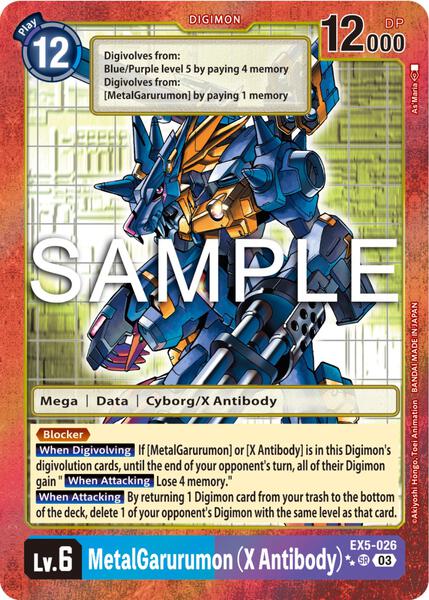 DIGIMON
Play
12
12000
DP
Digivolves from:
Blue/Purple level 5 by paying 4 memory
Digivolves from:
[MetalGarurumon] by paying 1 memory
As'Maria
SAMPLE
Mega | Data | Cyborg/X Antibody
Blocker
When Digivolving If [MetalGarurumon] or [X Antibody] is in this Digimon's
digivolution cards, until the end of your opponent's turn, all of their Digimon
gain " When Attacking Lose 4 memory."
When Attacking By returning 1 Digimon card from your trash to the bottom
of the deck, delete 1 of your opponent's Digimon with the same level as that card.
©Akiyoshi Hongo, Toei Animation BANDAI MADE IN JAPAN
EX5-026
Lv.6 MetalGarurumon (X Antibody) SR 03